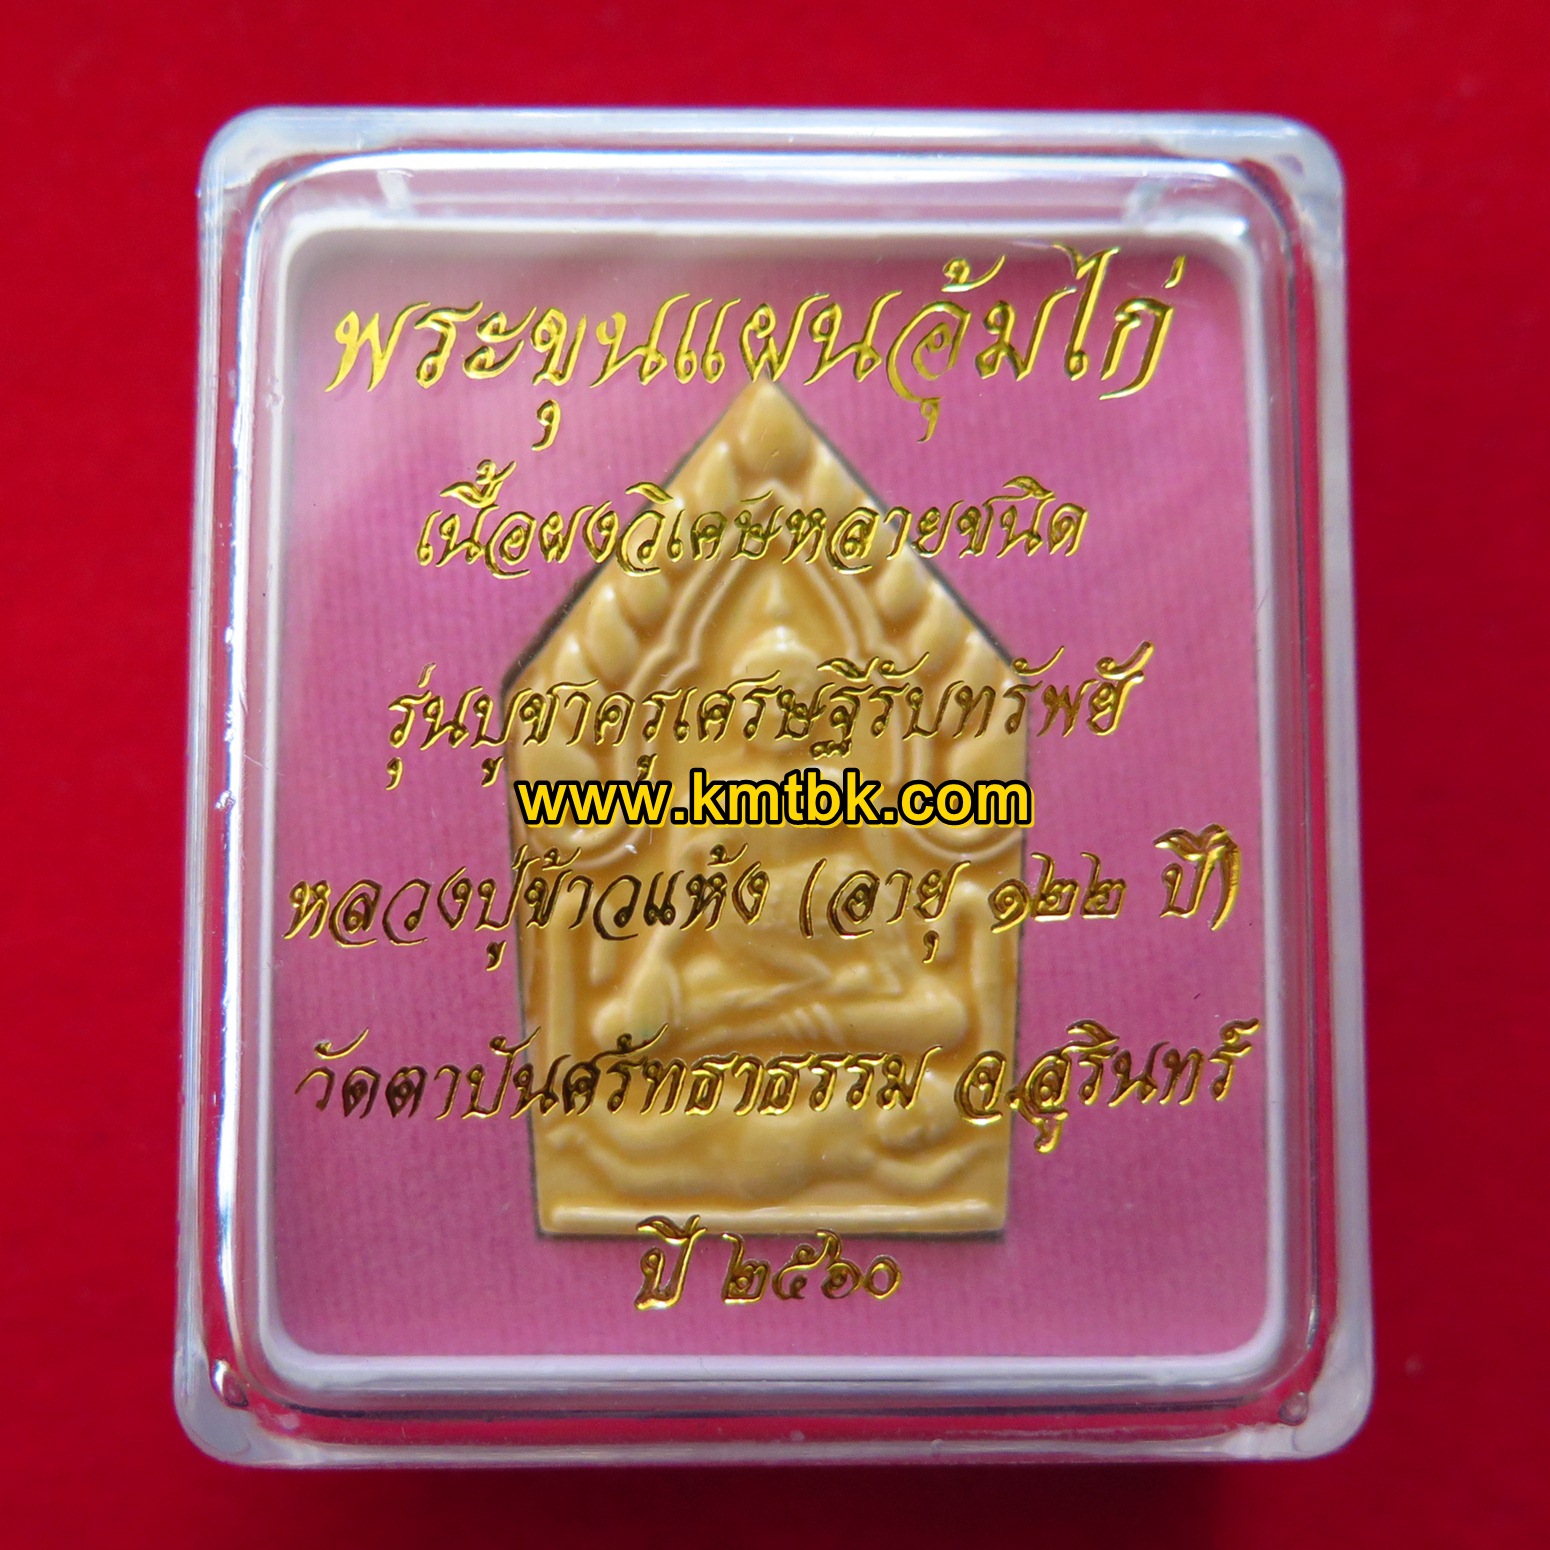 พระขุนแผนอุ้มไก่
เนื้อผงวิเศษหลายชนิด
รุ่นบูชาครูเศรษฐีรับทรัพย์
www.kmtbk.com
หลวงปู่ข้าวแห้ง (อายุ ๑๒๒ ปี)
วัดตาปันศรัทธาธรรม จ.สุรินทร์
ปี ๒๕๖๐